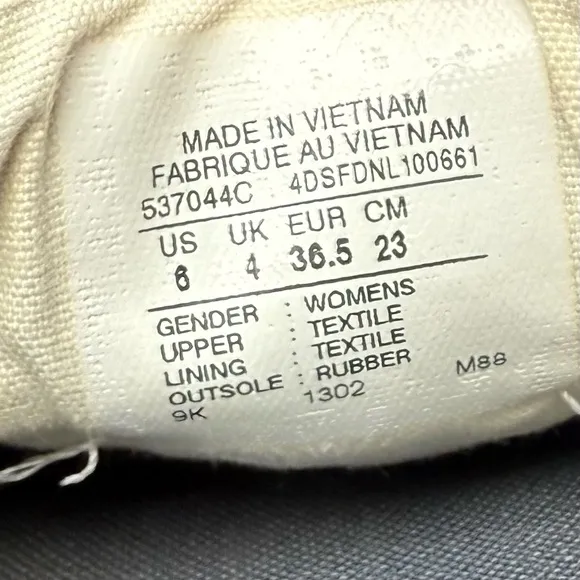 MADE IN VIETNAM
FABRIQUE AU VIETNAM
537044C : 4DSFDNL100661
US UK EUR CM
6 4 36.5 23
GENDER : WOMENS
UPPER : TEXTILE
LINING : TEXTILE
OUTSOLE : RUBBER
9K 1302 M88